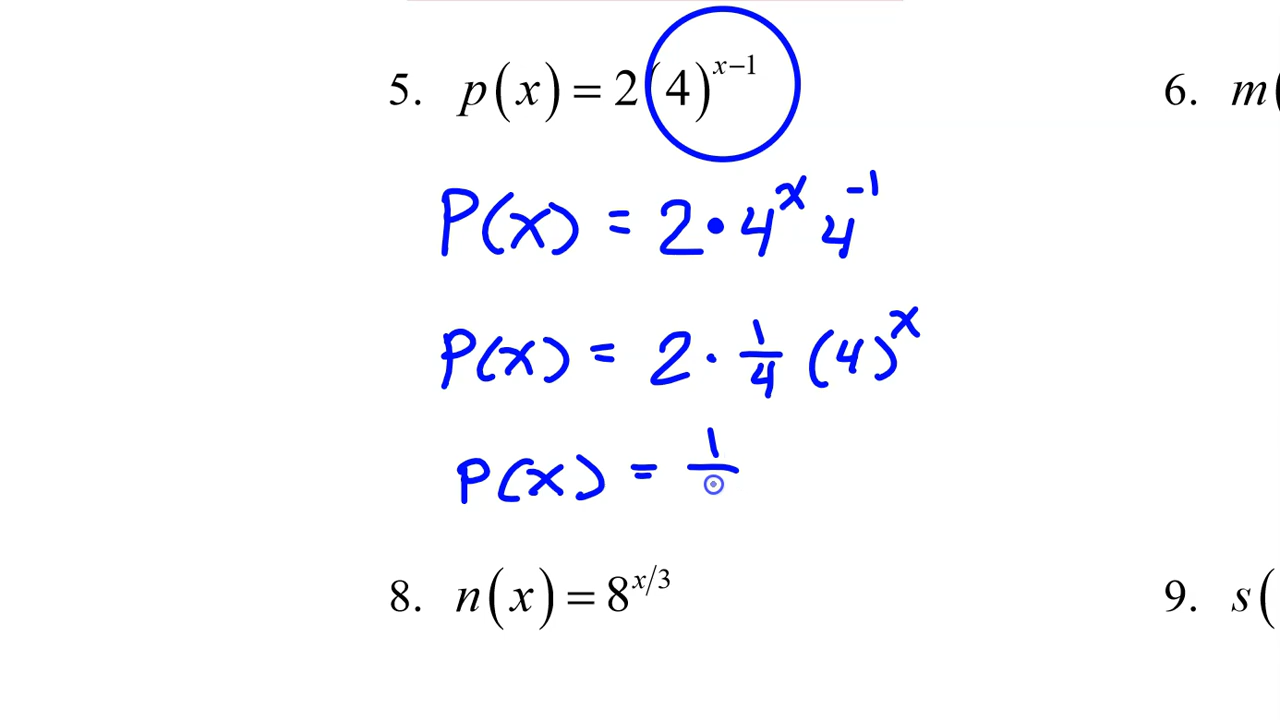 5. p(x) = 2(4)^{x−1}
6. m(
P(x) = 2 • 4^x 4^{-1}
P(x) = 2 · 1/4 (4)^x
P(x) = 1/
8. n(x) = 8^{x/3}
9. s(